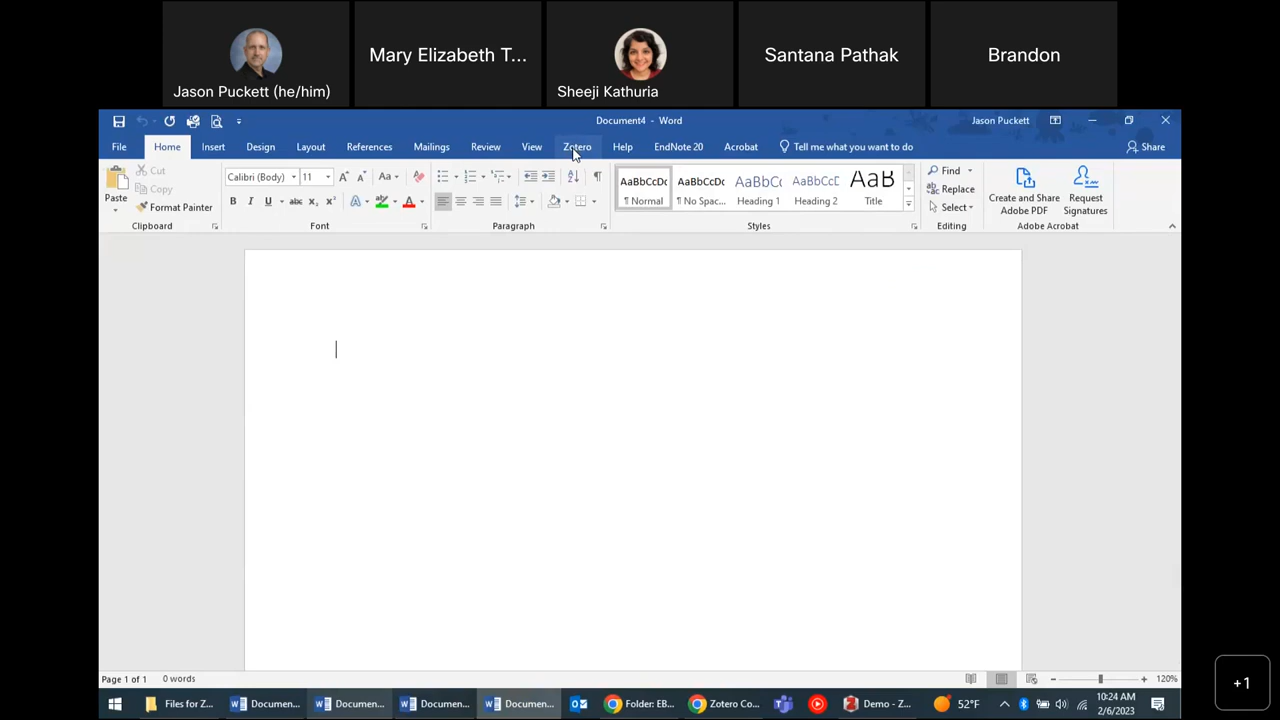 Mary Elizabeth T...
Santana Pathak
Brandon
Jason Puckett (he/him)
Sheeji Kathuria
Document4 - Word
Jason Puckett
File
Home
Insert
Design
Layout
References
Mailings
Review
View
Zotero
Help
EndNote 20
Acrobat
Tell me what you want to do
Share
Paste
Cut
Copy
Format Painter
Clipboard
Calibri (Body)
11
Font
Paragraph
AaBbCcDc
¶ Normal
AaBbCcDc
¶ No Spac...
AaBbCc
Heading 1
AaBbCcE
Heading 2
AaB
Title
Styles
Find
Replace
Select
Editing
Create and Share
Adobe PDF
Request
Signatures
Adobe Acrobat
Page 1 of 1
0 words
120%
Files for Z...
Documen...
Documen...
Documen...
Documen...
Folder: EB...
Zotero Co...
Demo - Z...
52°F
10:24 AM
2/6/2023
+1